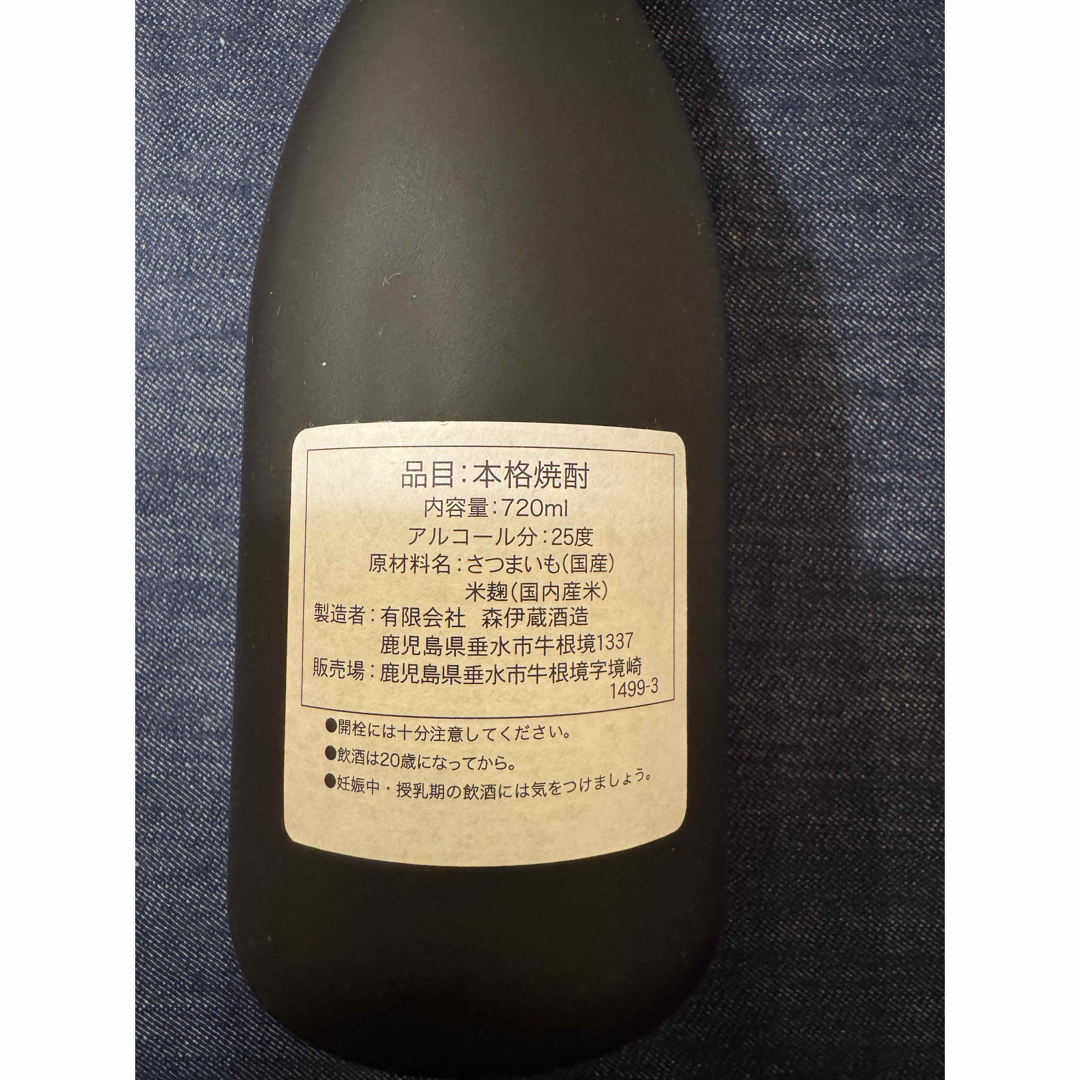 品目:本格焼酎
内容量:720ml
アルコール分:25度
原材料名:さつまいも(国産)
米麹(国内産米)
製造者:有限会社 森伊蔵酒造
鹿児島県垂水市牛根境1337
販売場:鹿児島県垂水市牛根境字境崎
1499-3
●開栓には十分注意してください。
●飲酒は20歳になってから。
●妊娠中・授乳期の飲酒には気をつけましょう。